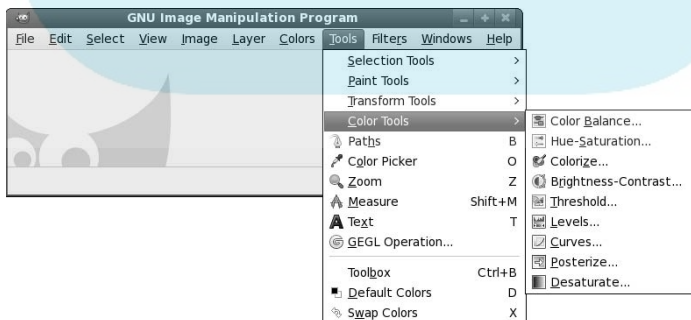 GNU Image Manipulation Program
File Edit Select View Image Layer Colors Tools Filters Windows Help
Selection Tools >
Paint Tools >
Transform Tools >
Color Tools >
Paths B
Color Picker O
Zoom Z
Measure Shift+M
Text T
GEGL Operation...
Toolbox Ctrl+B
Default Colors D
Swap Colors X
Color Balance...
Hue-Saturation...
Colorize...
Brightness-Contrast...
Threshold...
Levels...
Curves...
Posterize...
Desaturate...